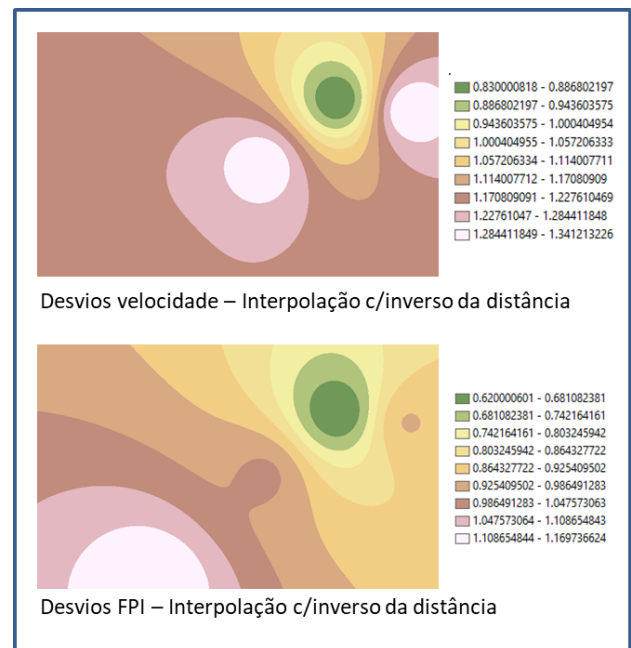 0.830000818 - 0.886802197
0.886802197 - 0.943603575
0.943603575 - 1.000404954
1.000404955 - 1.057206333
1.057206334 - 1.114007711
1.114007712 - 1.17080909
1.170809091 - 1.227610469
1.22761047 - 1.284411848
1.284411849 - 1.341213226
Desvios velocidade – Interpolação c/inverso da distância
0.620000601 - 0.681082381
0.681082381 - 0.742164161
0.742164161 - 0.803245942
0.803245942 - 0.864327722
0.864327722 - 0.925409502
0.925409502 - 0.986491283
0.986491283 - 1.047573063
1.047573064 - 1.108654843
1.108654844 - 1.169736624
Desvios FPI – Interpolação c/inverso da distância